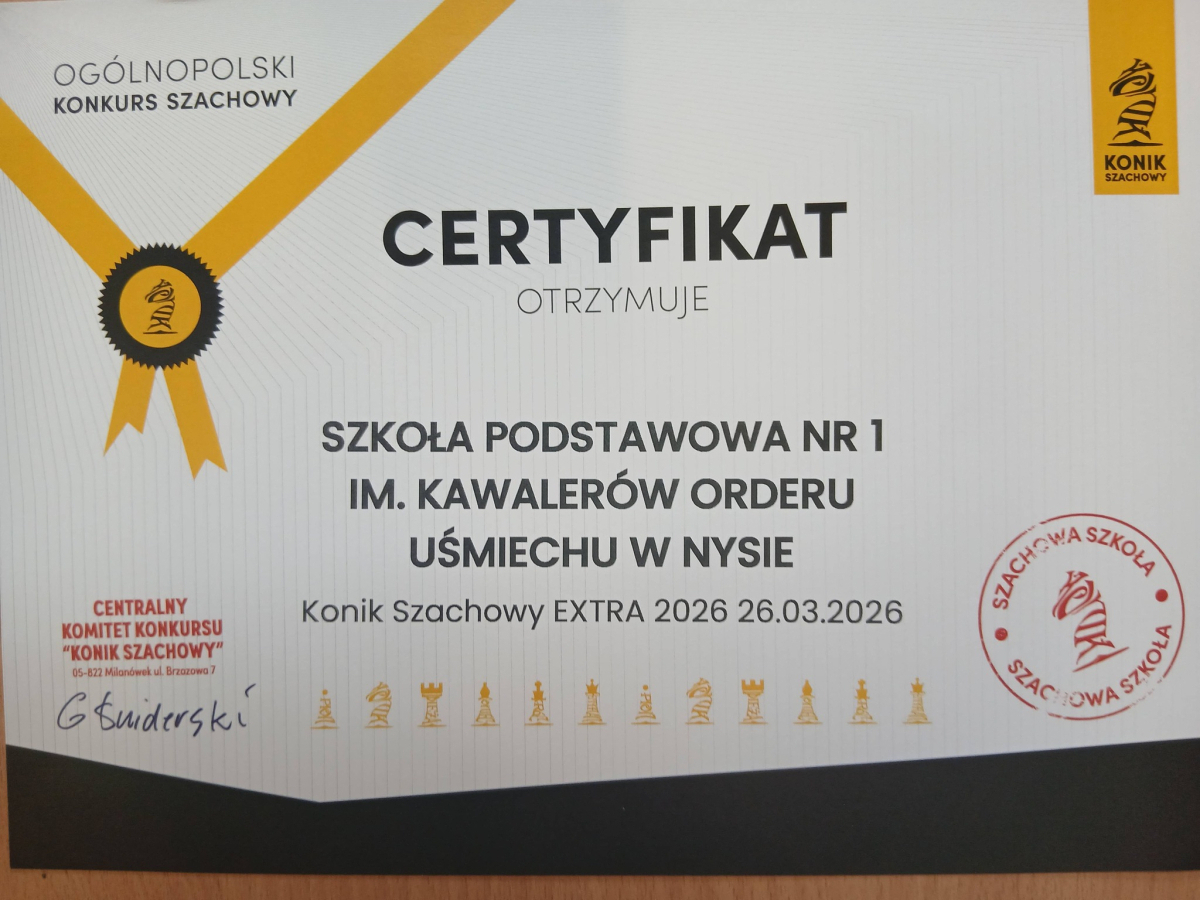 OGÓLNOPOLSKI
KONKURS SZACHOWY
KONIK
SZACHOWY
CERTYFIKAT
OTRZYMUJE
SZKOŁA PODSTAWOWA NR 1
IM. KAWALERÓW ORDERU
UŚMIECHU W NYSIE
Konik Szachowy EXTRA 2026 26.03.2026
CENTRALNY
KOMITET KONKURSU
"KONIK SZACHOWY"
05-822 Milanówek ul. Brzozowa 7
G Śniderski
SZACHOWA SZKOŁA
SZACHOWA SZKOŁA